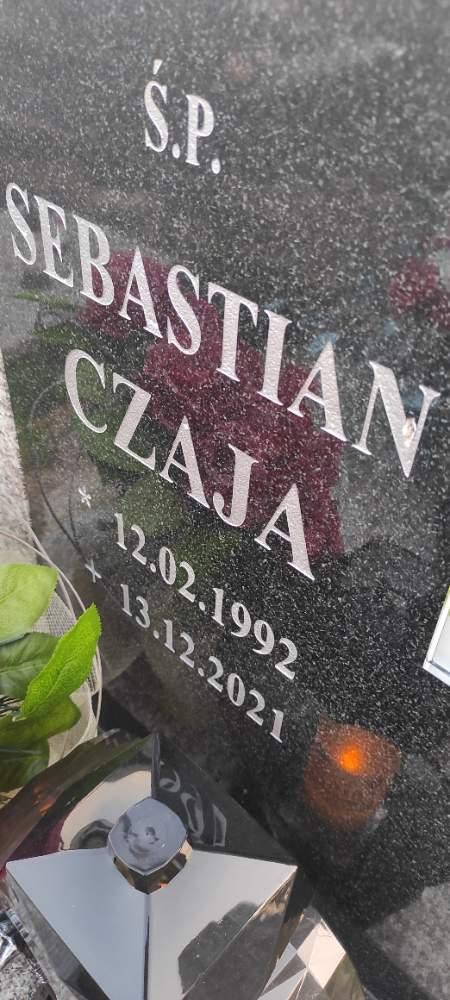 Ś.P.
SEBASTIAN
CZAJA
* 12.02.1992
+ 13.12.2021